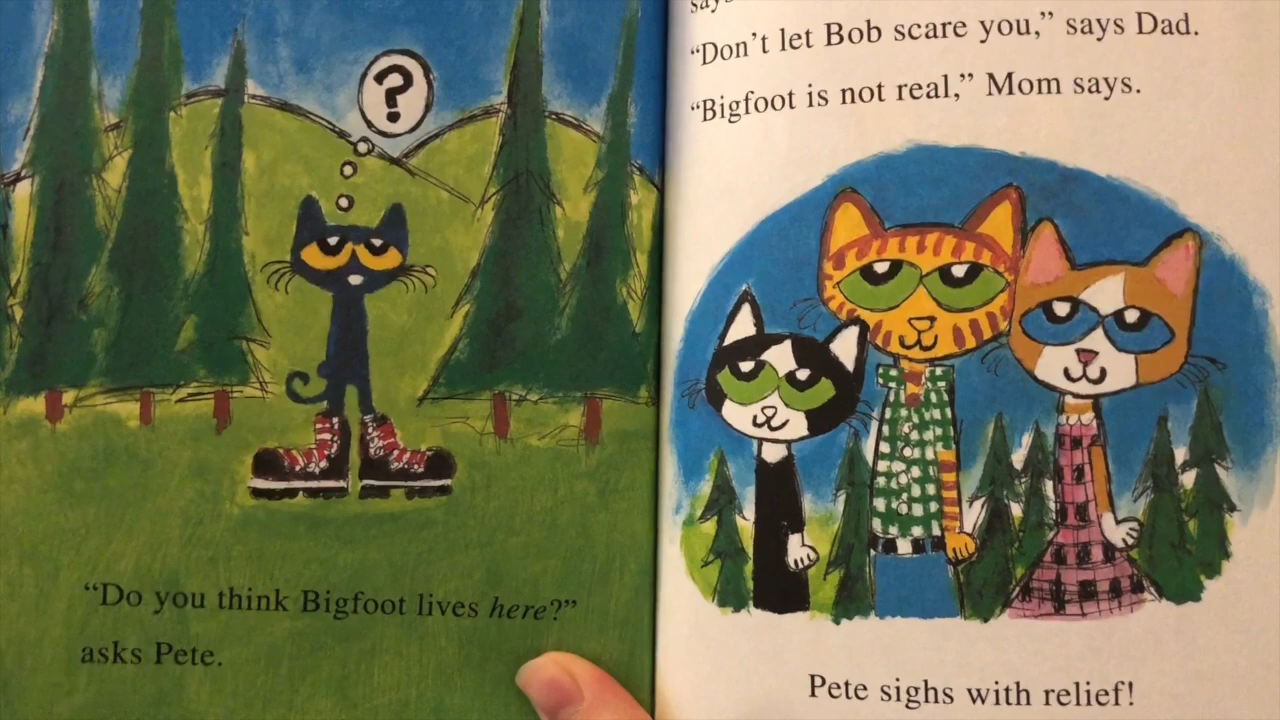 “Do you think Bigfoot lives here?”
asks Pete.
says
“Don’t let Bob scare you,” says Dad.
“Bigfoot is not real,” Mom says.
?
Pete sighs with relief!